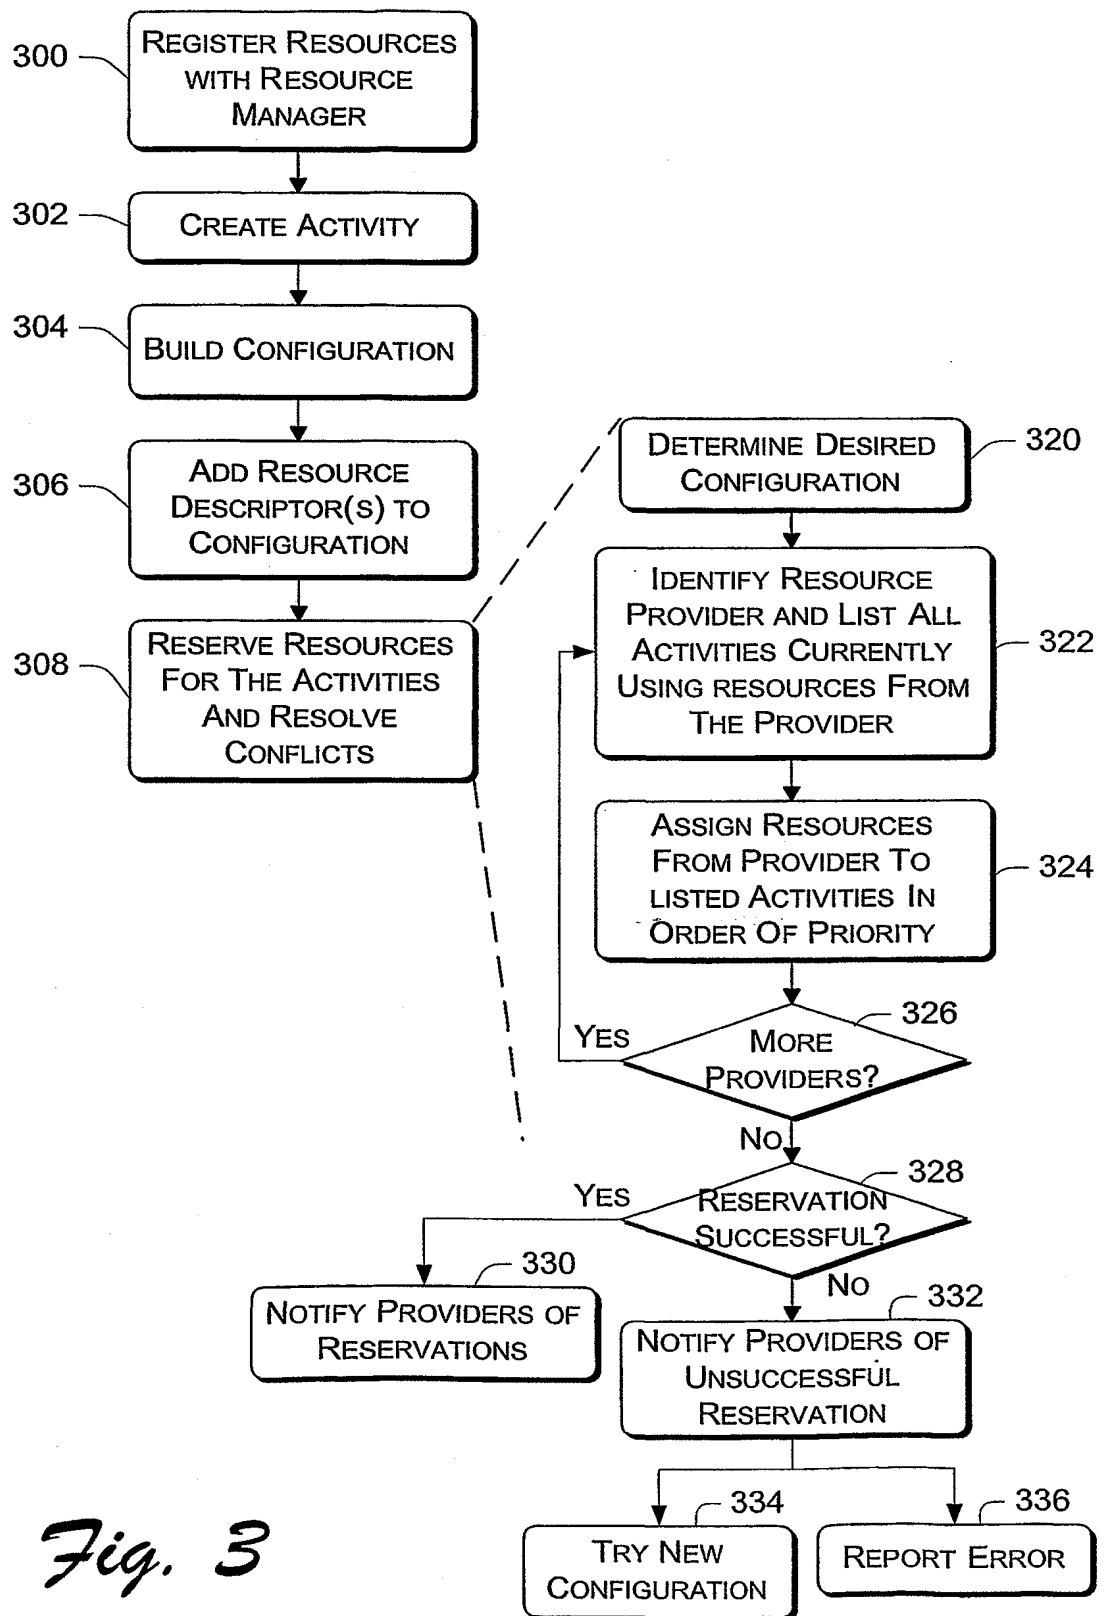 300
REGISTER RESOURCES
WITH RESOURCE
MANAGER
302
CREATE ACTIVITY
304
BUILD CONFIGURATION
306
ADD RESOURCE
DESCRIPTOR(S) TO
CONFIGURATION
308
RESERVE RESOURCES
FOR THE ACTIVITIES
AND RESOLVE
CONFLICTS
DETERMINE DESIRED
CONFIGURATION
320
IDENTIFY RESOURCE
PROVIDER AND LIST ALL
ACTIVITIES CURRENTLY
USING RESOURCES FROM
THE PROVIDER
322
ASSIGN RESOURCES
FROM PROVIDER TO
LISTED ACTIVITIES IN
ORDER OF PRIORITY
324
326
YES
MORE
PROVIDERS?
NO
328
YES
RESERVATION
SUCCESSFUL?
330
NO
NOTIFY PROVIDERS OF
RESERVATIONS
332
NOTIFY PROVIDERS OF
UNSUCCESSFUL
RESERVATION
334
TRY NEW
CONFIGURATION
336
REPORT ERROR
Fig. 3